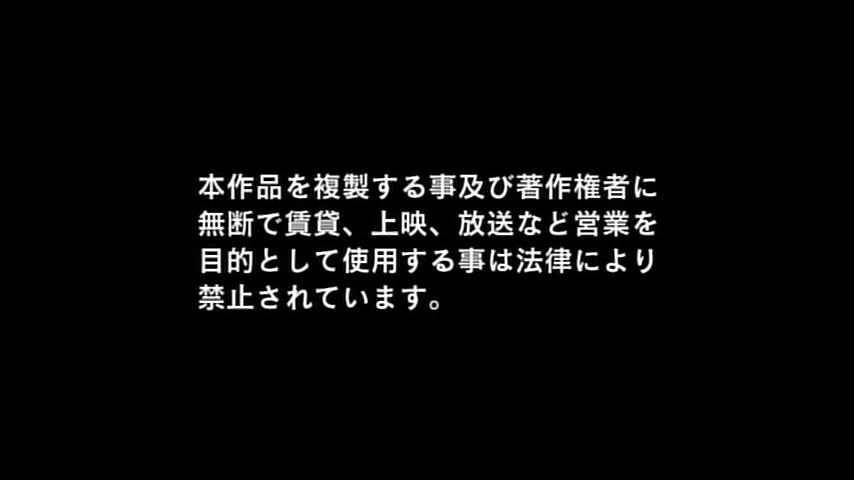 本作品を複製する事及び著作権者に
無断で賃貸、上映、放送など営業を
目的として使用する事は法律により
禁止されています。